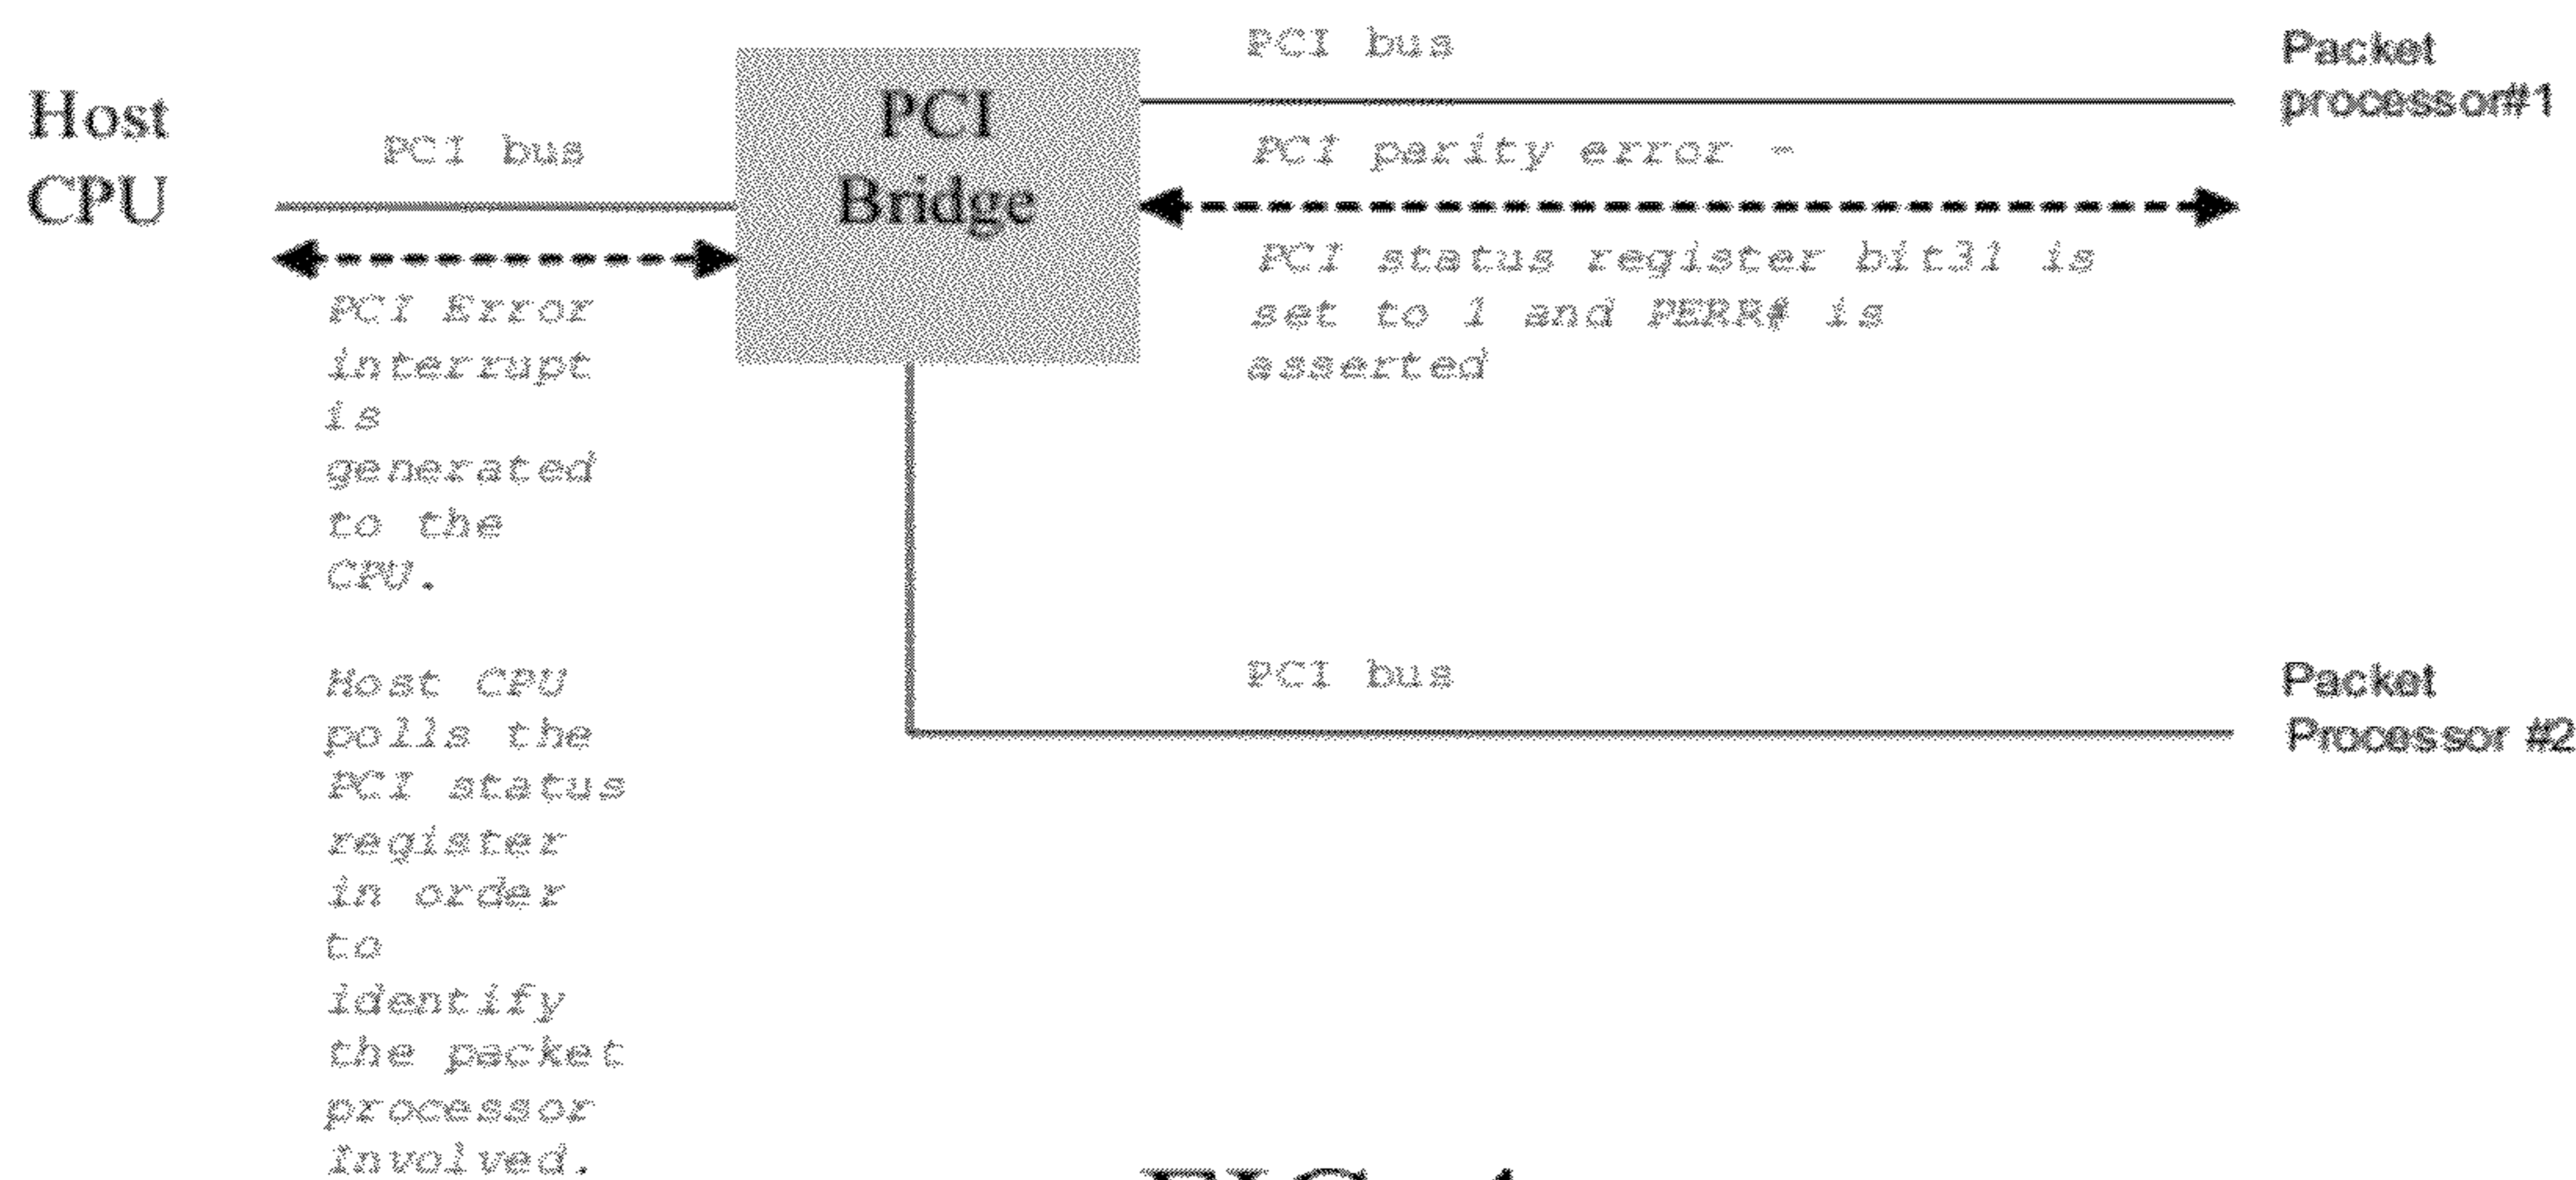 Host
CPU
PCI bus
PCI Error
interrupt
is
generated
to the
CPU.
Host CPU
polls the
PCI status
register
in order
to
identify
the packet
processor
Involved.
PCI
Bridge
PCI bus
PCI parity error -
PCI status register bit31 is
set to 1 and PERR# is
asserted
Packet
processor#1
PCI bus
Packet
Processor #2